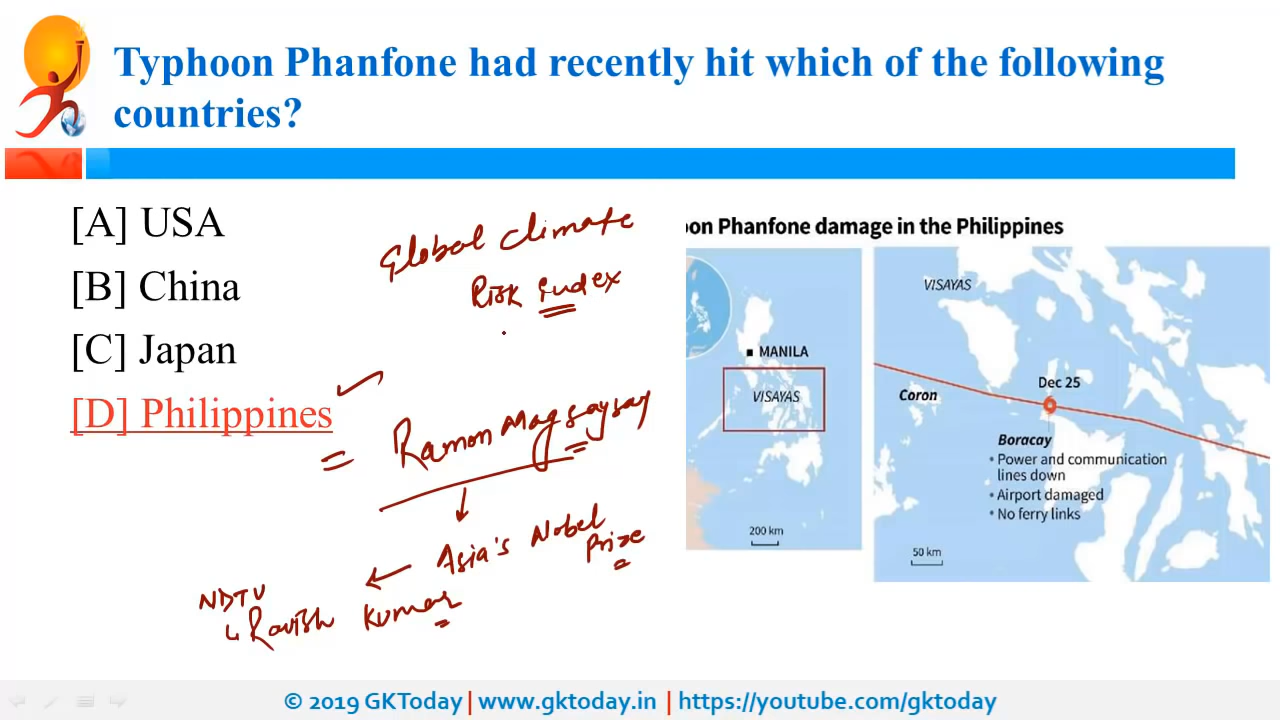 Typhoon Phanfone had recently hit which of the following
countries?
[A] USA
[B] China
[C] Japan
[D] Philippines
Global climate
Risk index
= Ramon Magsaysay
Asia's Nobel
Prize
NDTV
Ravish Kumar
oon Phanfone damage in the Philippines
MANILA
VISAYAS
200 km
VISAYAS
Dec 25
Coron
Boracay
• Power and communication
lines down
• Airport damaged
• No ferry links
50 km
© 2019 GKToday | www.gktoday.in | https://youtube.com/gktoday